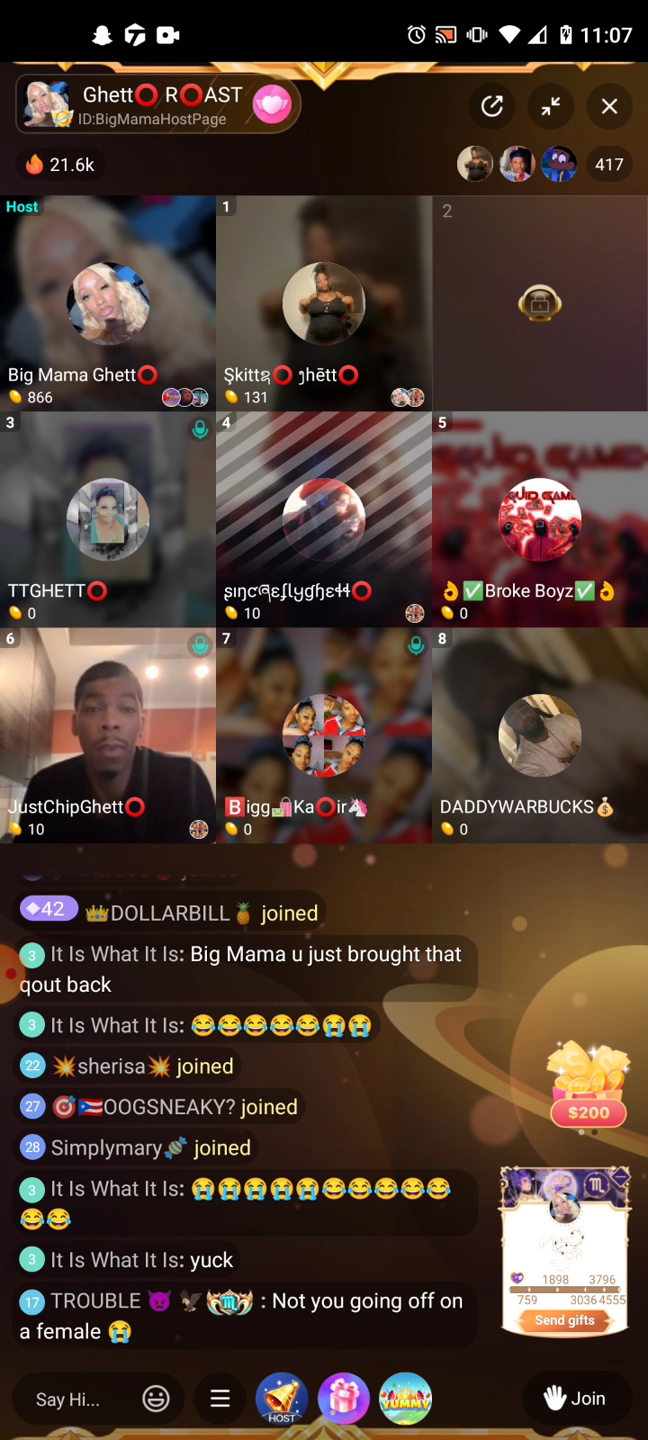 11:07
Ghett⭕ R⭕AST
ID:BigMamaHostPage
21.6k
417
Host
Big Mama Ghett⭕
866
1
131
2
3
TTGHETT⭕
0
4
10
5
👌✅Broke Boyz✅👌
0
6
JustChipGhett⭕
10
7
🅱igg🛍Ka⭕ir🦄
0
8
DADDYWARBUCKS💰
0
42 👑DOLLARBILL🍍 joined
3 It Is What It Is: Big Mama u just brought that
qout back
3 It Is What It Is: 😂😂😂😂😂😭😭
22 💥sherisa💥 joined
27 🎯🇵🇷OOGSNEAKY? joined
28 Simplymary🍬 joined
3 It Is What It Is: 😭😭😭😭😭😂😂😂😂😂
😂😂
3 It Is What It Is: yuck
17 TROUBLE 😈 🦅 ♏ : Not you going off on
a female 😭
$200
1898 3796
759 3036 4555
Send gifts
Say Hi...
HOST
YUMMY
Join